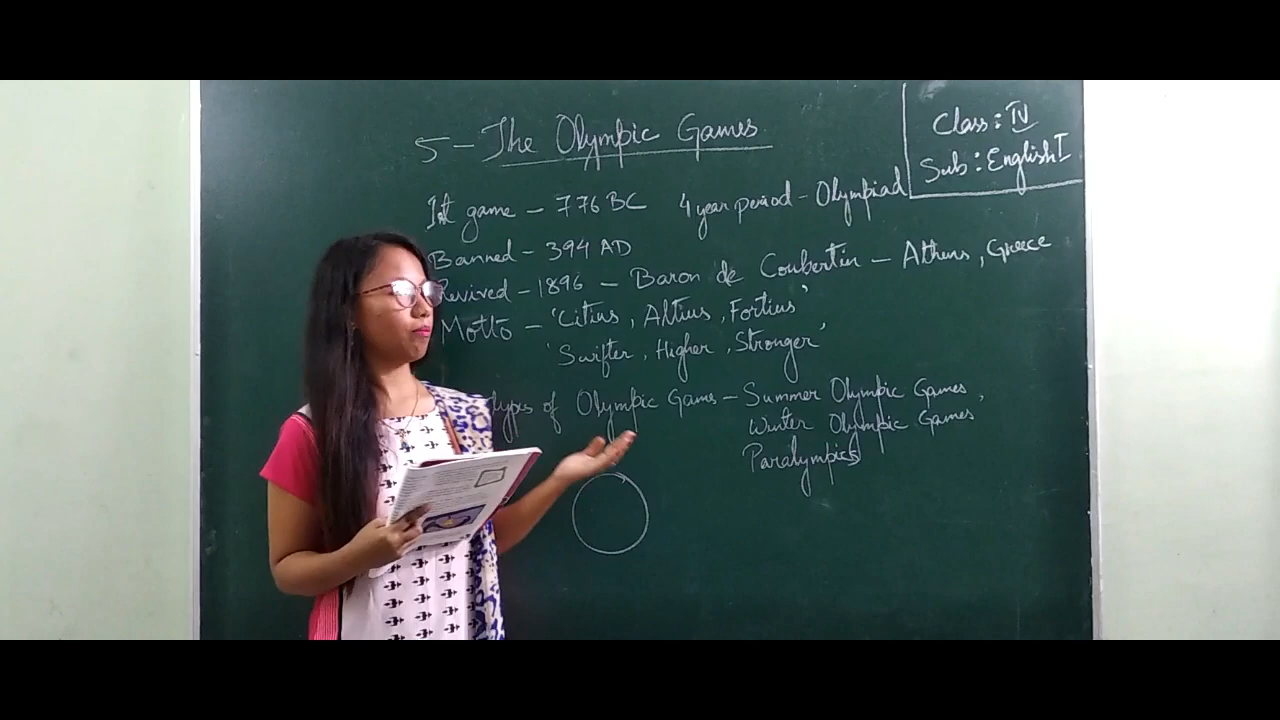 5 - The Olympic Games
Class: IV
Sub: English I
1st game - 776 BC 4 year period - Olympiad
Banned - 394 AD
Revived - 1896 - Baron de Coubertin - Athens, Greece
Motto - 'Citius, Altius, Fortius'
'Swifter, Higher, Stronger'
types of Olympic Games - Summer Olympic Games,
Winter Olympic Games
Paralympics